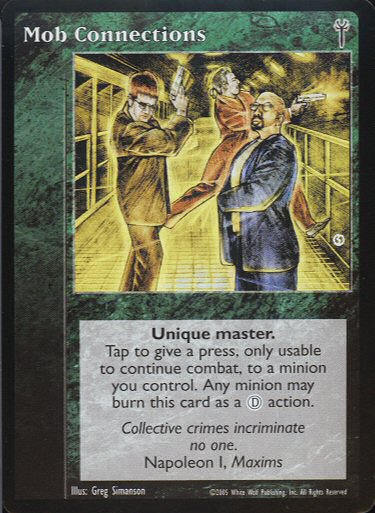 Mob Connections
Unique master.
Tap to give a press, only usable
to continue combat, to a minion
you control. Any minion may
burn this card as a Ⓓ action.
Collective crimes incriminate
no one.
Napoleon I, Maxims
Illus: Greg Simanson
©2005 White Wolf Publishing, Inc. All Rights Reserved